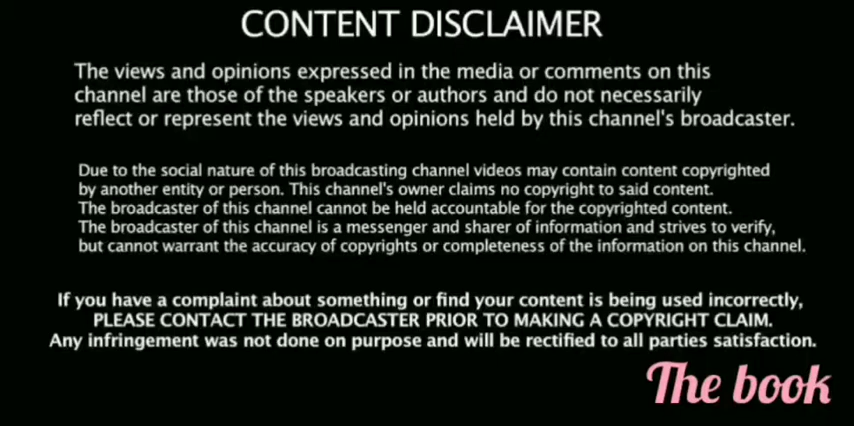 CONTENT DISCLAIMER
The views and opinions expressed in the media or comments on this
channel are those of the speakers or authors and do not necessarily
reflect or represent the views and opinions held by this channel's broadcaster.
Due to the social nature of this broadcasting channel videos may contain content copyrighted
by another entity or person. This channel's owner claims no copyright to said content.
The broadcaster of this channel cannot be held accountable for the copyrighted content.
The broadcaster of this channel is a messenger and sharer of information and strives to verify,
but cannot warrant the accuracy of copyrights or completeness of the information on this channel.
If you have a complaint about something or find your content is being used incorrectly,
PLEASE CONTACT THE BROADCASTER PRIOR TO MAKING A COPYRIGHT CLAIM.
Any infringement was not done on purpose and will be rectified to all parties satisfaction.
The book